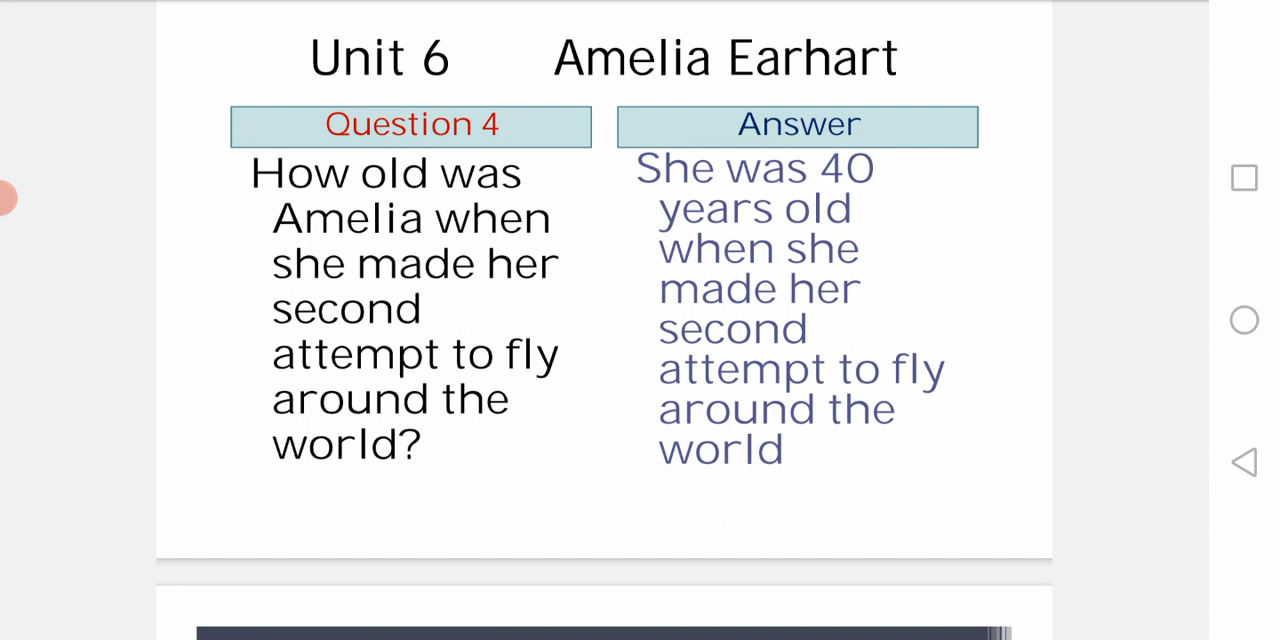 Unit 6 Amelia Earhart
Question 4
How old was
Amelia when
she made her
second
attempt to fly
around the
world?
Answer
She was 40
years old
when she
made her
second
attempt to fly
around the
world